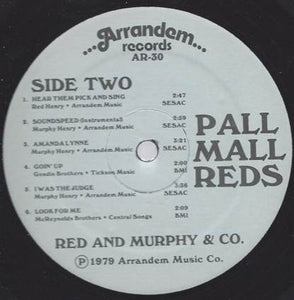 ...Arrandem...
records
AR-30
SIDE TWO
1. HEAR THEM PICK AND SING 2:47
Red Henry • Arrandem Music SESAC
2. SOUNDSPEED (Instrumental) 2:59
Murphy Henry • Arrandem Music SESAC
3. AMANDA LYNNE 3:21
Murphy Henry • Arrandem Music SESAC
4. GOIN' UP 2:00
Goodin Brothers • Tickson Music BMI
5. I WAS THE JUDGE
Murphy Henry • Arrandem Music SESAC
6. LOOK FOR ME 2:09
McReynolds Brothers • Central Songs BMI
PALL
MALL
REDS
RED AND MURPHY & CO.
Ⓟ 1979 Arrandem Music Co.